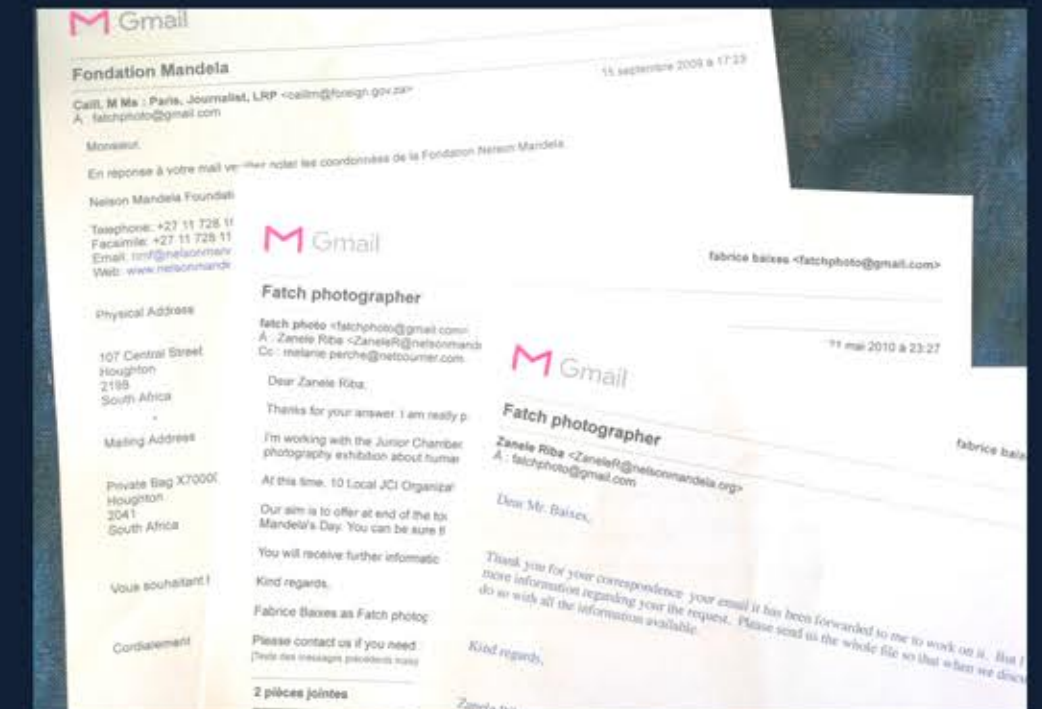 Gmail
Fondation Mandela
15 septembre 2009 à 17:23
Caill, M Ms : Paris, Journalist, LRP <caillm@foreign.gov.za>
À : fatchphoto@gmail.com
Monsieur,
En réponse à votre mail noter les coordonnées de la Fondation Nelson Mandela.
Nelson Mandela Foundati
Telephone: +27 11 728 1
Facsimile: +27 11 728 11
Email: nmf@nelsonman
Web: www.nelsonmande
Physical Address
107 Central Street
Houghton
2198
South Africa
Mailing Address
Private Bag X7000
Houghton
2041
South Africa
Vous souhaitant
Cordialement
Gmail
fabrice baixes <fatchphoto@gmail.com>
Fatch photographer
fatch photo <fatchphoto@gmail.com>
mai 2010 à 23:27
À : Zanele Riba <ZaneleR@nelsonmande
Cc : melanie.perche@netbourrier.com
Dear Zanele Riba,
Thanks for your answer. I am really p
I'm working with the Junior Chamber
photography exhibition about human
At this time, 10 Local JCI Organizat
Our aim is to offer at end of the tou
Mandela's Day. You can be sure t
You will receive further informatic
Kind regards,
Fabrice Baixes as Fatch photog
Please contact us if you need
2 pièces jointes
Gmail
fabrice baix
Fatch photographer
Zanele Riba <ZaneleR@nelsonmandela.org>
À : fatchphoto@gmail.com
Dear Mr. Baixes,
Thank you for your correspondence your email it has been forwarded to me to work on it. But I
more information regarding your the request. Please send us the whole file so that when we discu
do so with all the information available.
Kind regards,